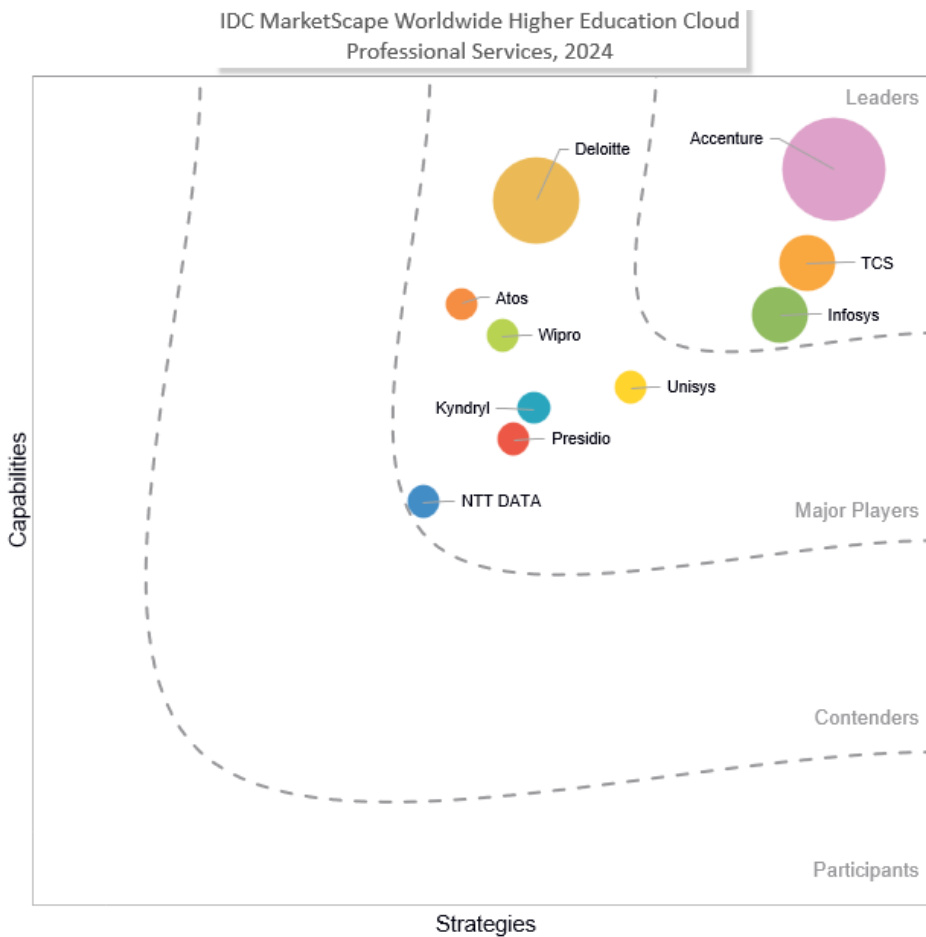 IDC MarketScape Worldwide Higher Education Cloud
Professional Services, 2024
Leaders
Accenture
Deloitte
TCS
Atos
Infosys
Wipro
Unisys
Kyndryl
Presidio
NTT DATA
Major Players
Capabilities
Contenders
Participants
Strategies